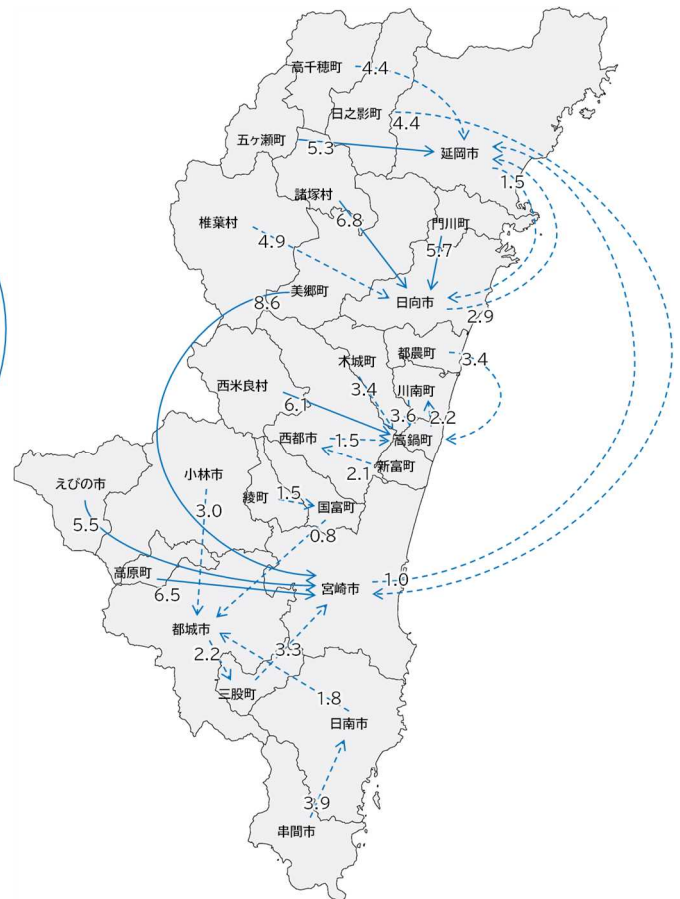 高千穂町
4.4
日之影町
4.4
五ヶ瀬町
5.3
延岡市
1.5
諸塚村
6.8
椎葉村
4.9
門川町
5.7
美郷町
8.6
日向市
2.9
木城町
3.4
都農町
3.4
西米良村
6.1
川南町
3.6
2.2
西都市
1.5
高鍋町
2.1
新富町
えびの市
5.5
小林市
3.0
綾町
1.5
国富町
0.8
高原町
6.5
宮崎市
1.0
都城市
2.2
3.3
三股町
1.8
日南市
3.9
串間市